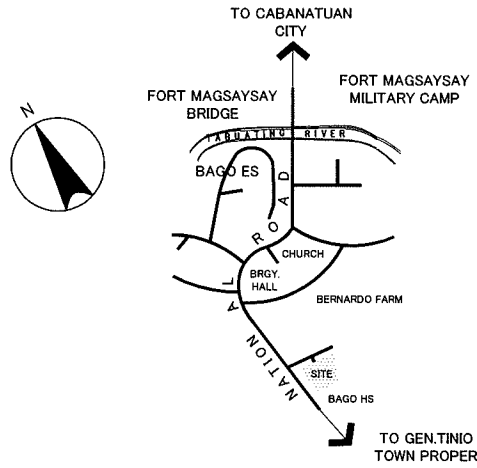 TO CABANATUAN
CITY
N
FORT MAGSAYSAY
BRIDGE
FORT MAGSAYSAY
MILITARY CAMP
TABUATING RIVER
BAGO ES
NATIONAL ROAD
CHURCH
BRGY.
HALL
BERNARDO FARM
SITE
BAGO HS
TO GEN.TINIO
TOWN PROPER